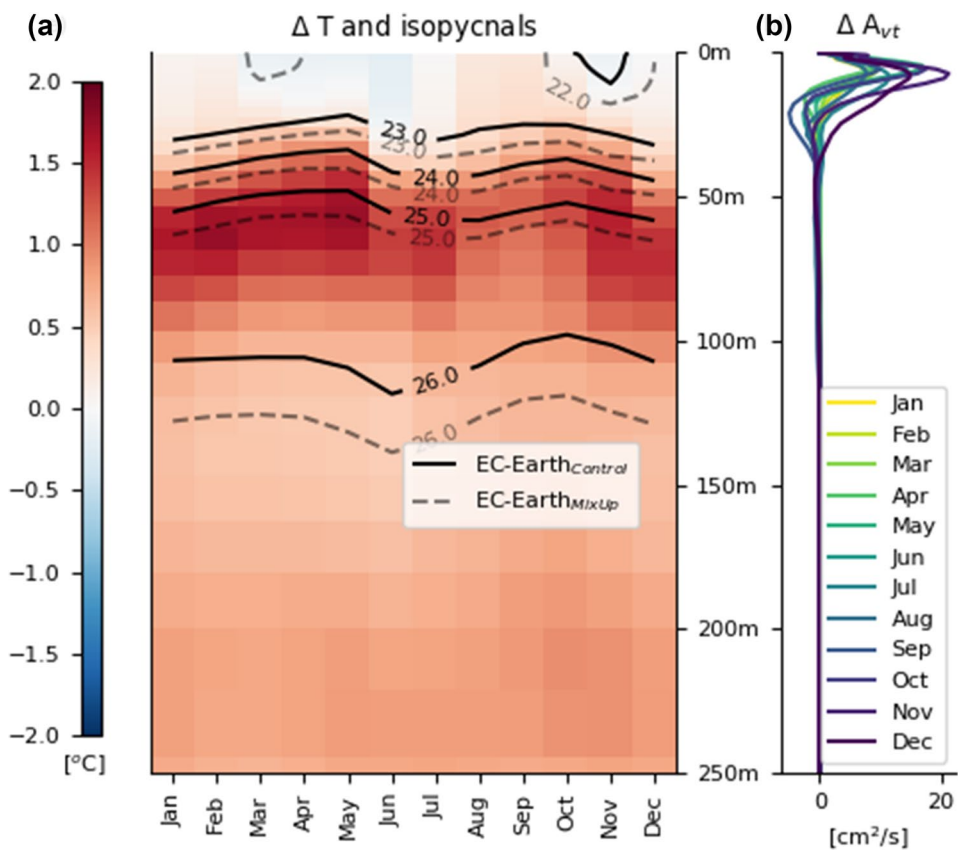 (a)
Δ T and isopycnals
(b)
Δ A_vt
2.0
1.5
1.0
0.5
0.0
−0.5
−1.0
−1.5
−2.0
[°C]
22.0
23.0
23.0
24.0
24.0
25.0
25.0
26.0
26.0
EC-Earth_Control
EC-Earth_MixUp
0m
50m
100m
150m
200m
250m
Jan
Feb
Mar
Apr
May
Jun
Jul
Aug
Sep
Oct
Nov
Dec
Jan
Feb
Mar
Apr
May
Jun
Jul
Aug
Sep
Oct
Nov
Dec
0
20
[cm²/s]